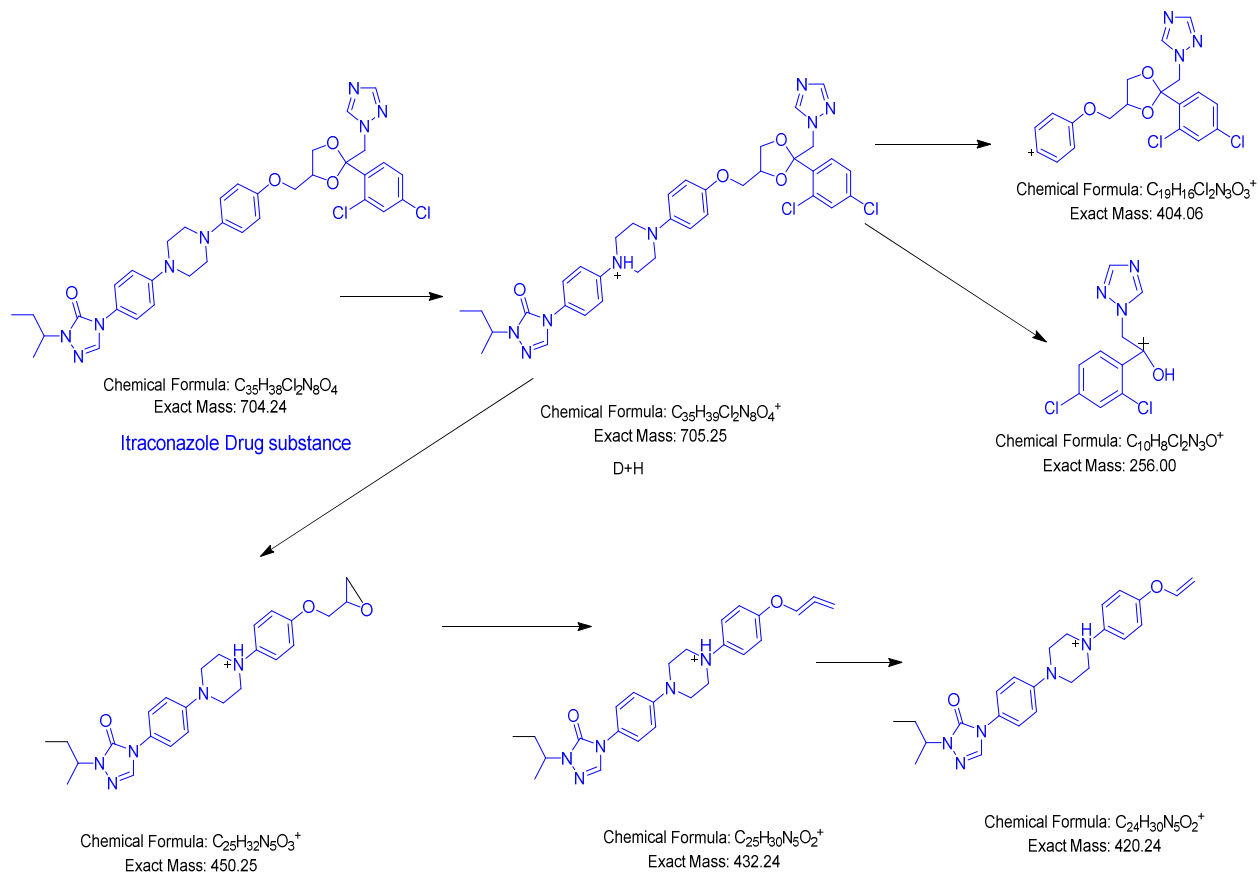 Chemical Formula: C₁₉H₁₆Cl₂N₃O₃⁺
Exact Mass: 404.06
Chemical Formula: C₃₅H₃₈Cl₂N₈O₄
Exact Mass: 704.24
Itraconazole Drug substance
Chemical Formula: C₃₅H₃₉Cl₂N₈O₄⁺
Exact Mass: 705.25
D+H
Chemical Formula: C₁₀H₈Cl₂N₃O⁺
Exact Mass: 256.00
Chemical Formula: C₂₅H₃₂N₅O₃⁺
Exact Mass: 450.25
Chemical Formula: C₂₅H₃₀N₅O₂⁺
Exact Mass: 432.24
Chemical Formula: C₂₄H₃₀N₅O₂⁺
Exact Mass: 420.24